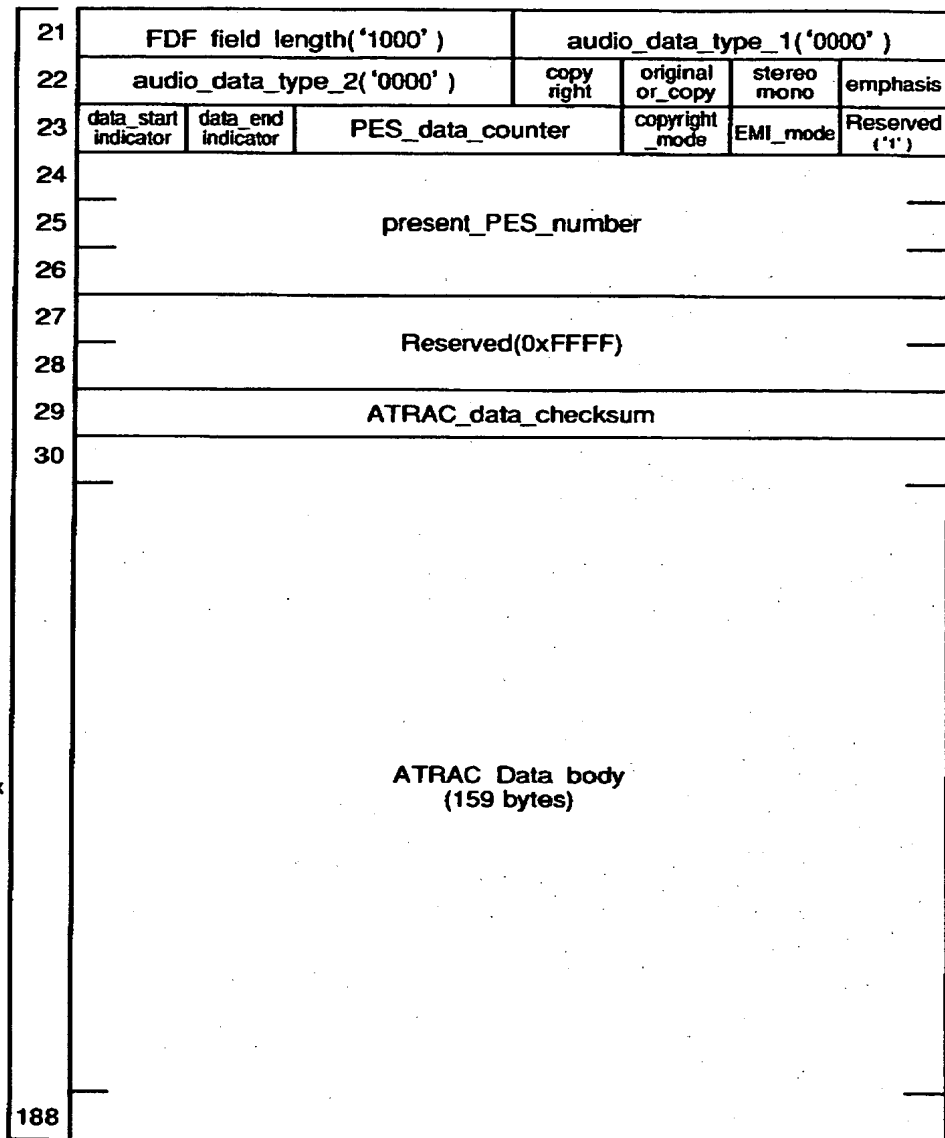 21 FDF field length('1000') audio_data_type_1('0000')
22 audio_data_type_2('0000') copy right original or_copy stereo mono emphasis
23 data_start indicator data_end indicator PES_data_counter copyright _mode EMI_mode Reserved ('1')
24
25 present_PES_number
26
27
Reserved(0xFFFF)
28
29 ATRAC_data_checksum
30
ATRAC Data body
(159 bytes)
188